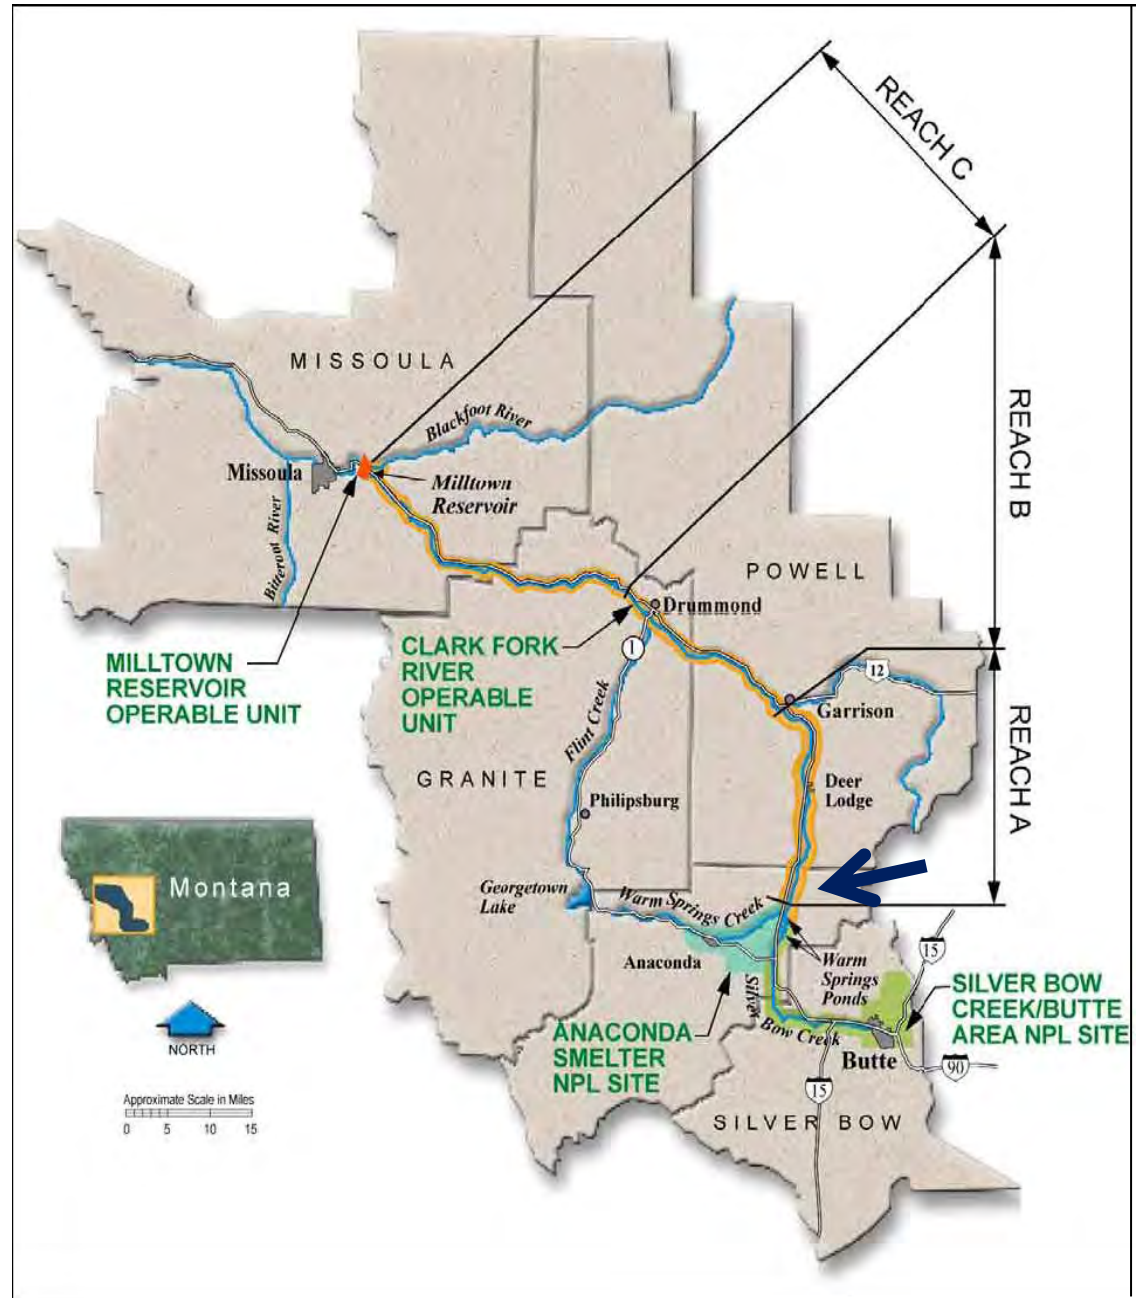 REACH C
REACH B
REACH A
MISSOULA
Blackfoot River
Missoula
Milltown
Reservoir
Bitterroot River
POWELL
Drummond
MILLTOWN
RESERVOIR
OPERABLE UNIT
CLARK FORK
RIVER
OPERABLE
UNIT
1
12
Garrison
Flint Creek
GRANITE
Deer
Lodge
Philipsburg
Montana
Georgetown
Lake
Warm Springs Creek
Anaconda
Warm
Springs
Ponds
15
SILVER BOW
CREEK/BUTTE
AREA NPL SITE
Silver
Bow Creek
ANACONDA
SMELTER
NPL SITE
NORTH
Butte
90
15
Approximate Scale in Miles
0 5 10 15
SILVER BOW